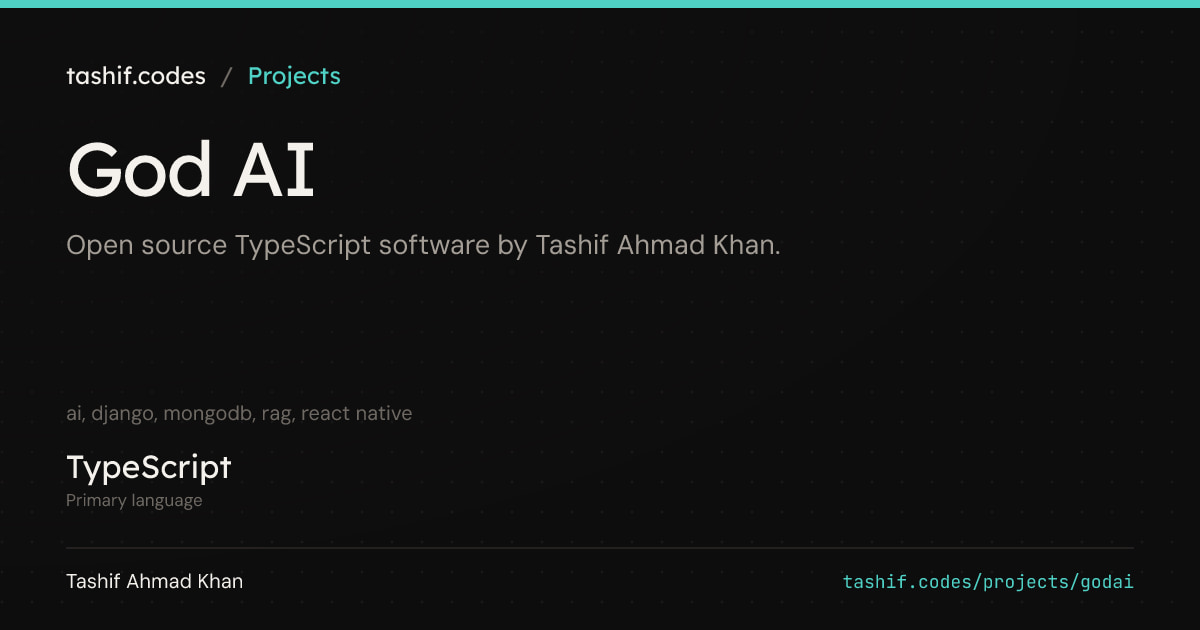 tashif.codes / Projects
God AI
Open source TypeScript software by Tashif Ahmad Khan.
ai, django, mongodb, rag, react native
TypeScript
Primary language
Tashif Ahmad Khan
tashif.codes/projects/godai